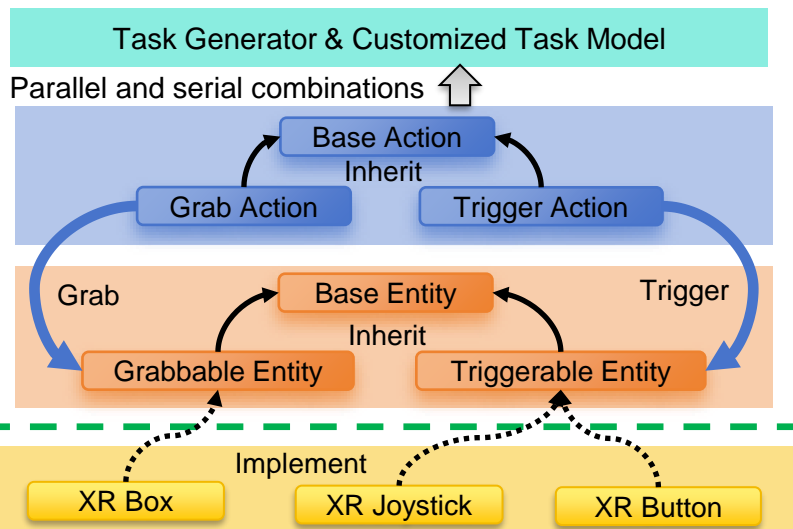 Task Generator & Customized Task Model
Parallel and serial combinations
Base Action
Inherit
Grab Action
Trigger Action
Grab
Base Entity
Trigger
Inherit
Grabbable Entity
Triggerable Entity
Implement
XR Box
XR Joystick
XR Button